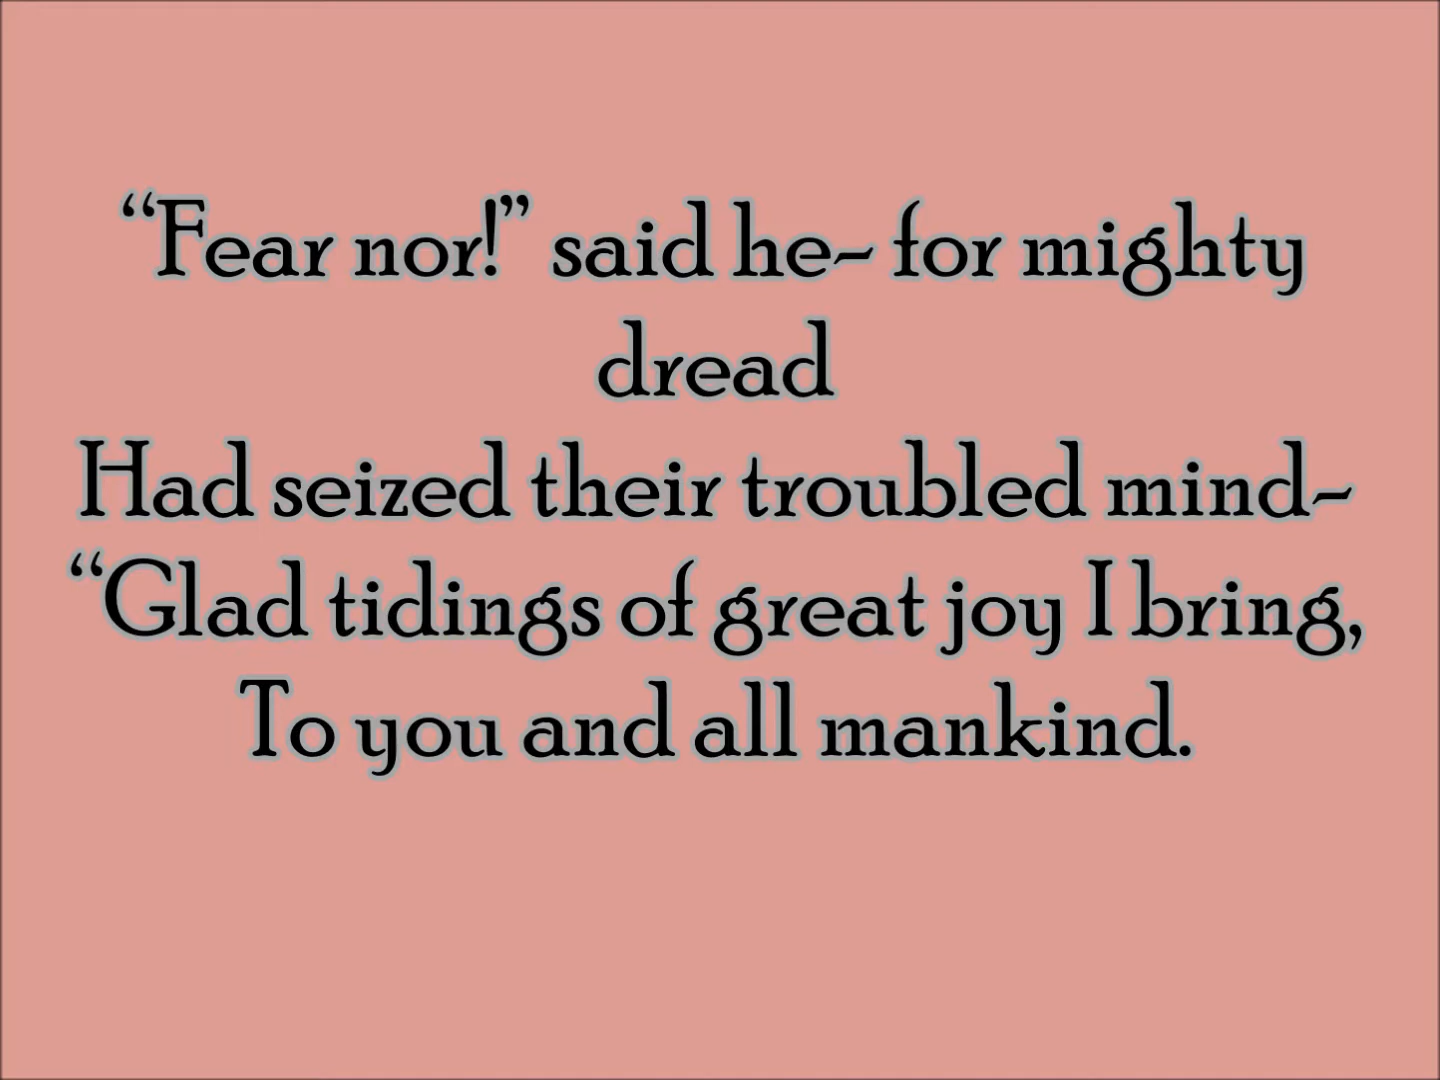 “Fear nor!” said he- for mighty
dread
Had seized their troubled mind-
“Glad tidings of great joy I bring,
To you and all mankind.